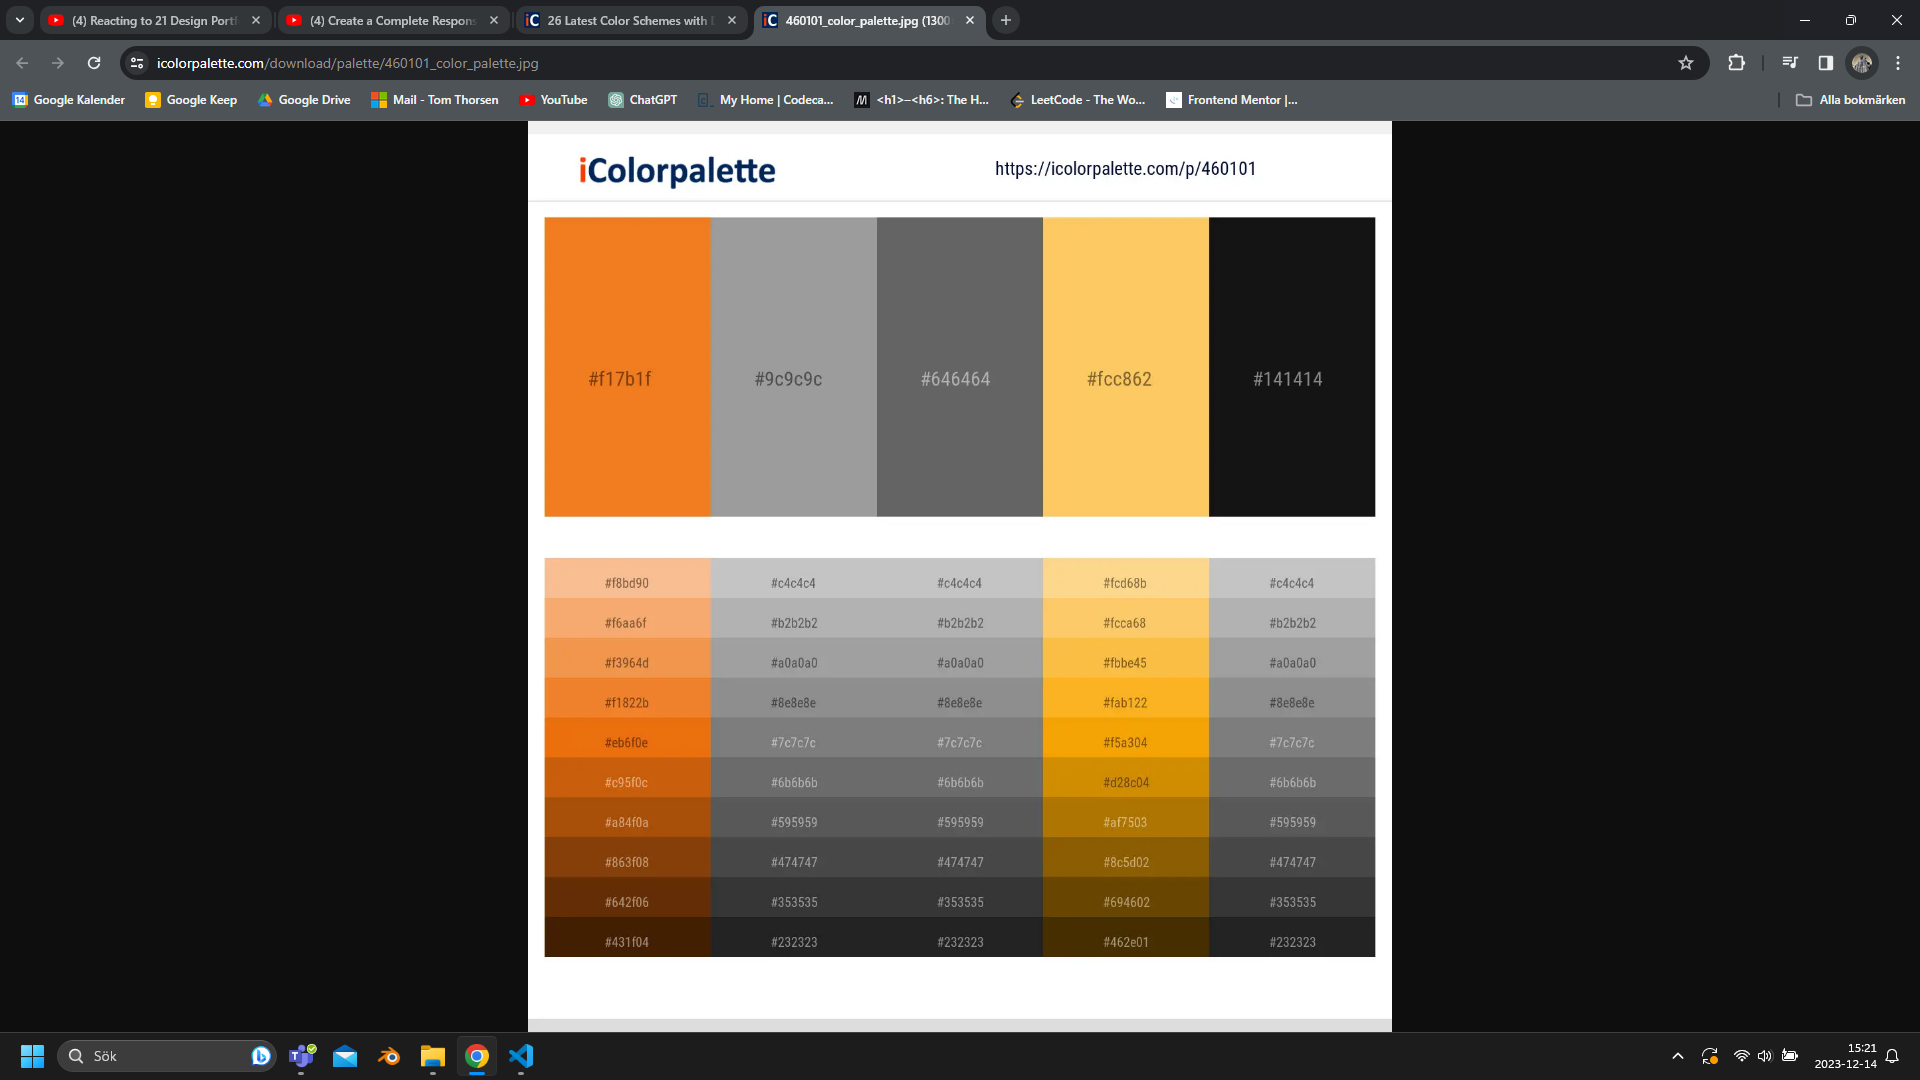 (4) Reacting to 21 Design Portf
(4) Create a Complete Respons
iC 26 Latest Color Schemes with
iC 460101_color_palette.jpg (1300
icolorpalette.com/download/palette/460101_color_palette.jpg
14 Google Kalender
Google Keep
Google Drive
Mail - Tom Thorsen
YouTube
ChatGPT
My Home | Codeca...
M <h1>–<h6>: The H...
LeetCode - The Wo...
Frontend Mentor |...
Alla bokmärken
iColorpalette
https://icolorpalette.com/p/460101
#f17b1f #9c9c9c #646464 #fcc862 #141414
#f8bd90 #c4c4c4 #c4c4c4 #fcd68b #c4c4c4
#f6aa6f #b2b2b2 #b2b2b2 #fcca68 #b2b2b2
#f3964d #a0a0a0 #a0a0a0 #fbbe45 #a0a0a0
#f1822b #8e8e8e #8e8e8e #fab122 #8e8e8e
#eb6f0e #7c7c7c #7c7c7c #f5a304 #7c7c7c
#c95f0c #6b6b6b #6b6b6b #d28c04 #6b6b6b
#a84f0a #595959 #595959 #af7503 #595959
#863f08 #474747 #474747 #8c5d02 #474747
#642f06 #353535 #353535 #694602 #353535
#431f04 #232323 #232323 #462e01 #232323
Sök
15:21
2023-12-14